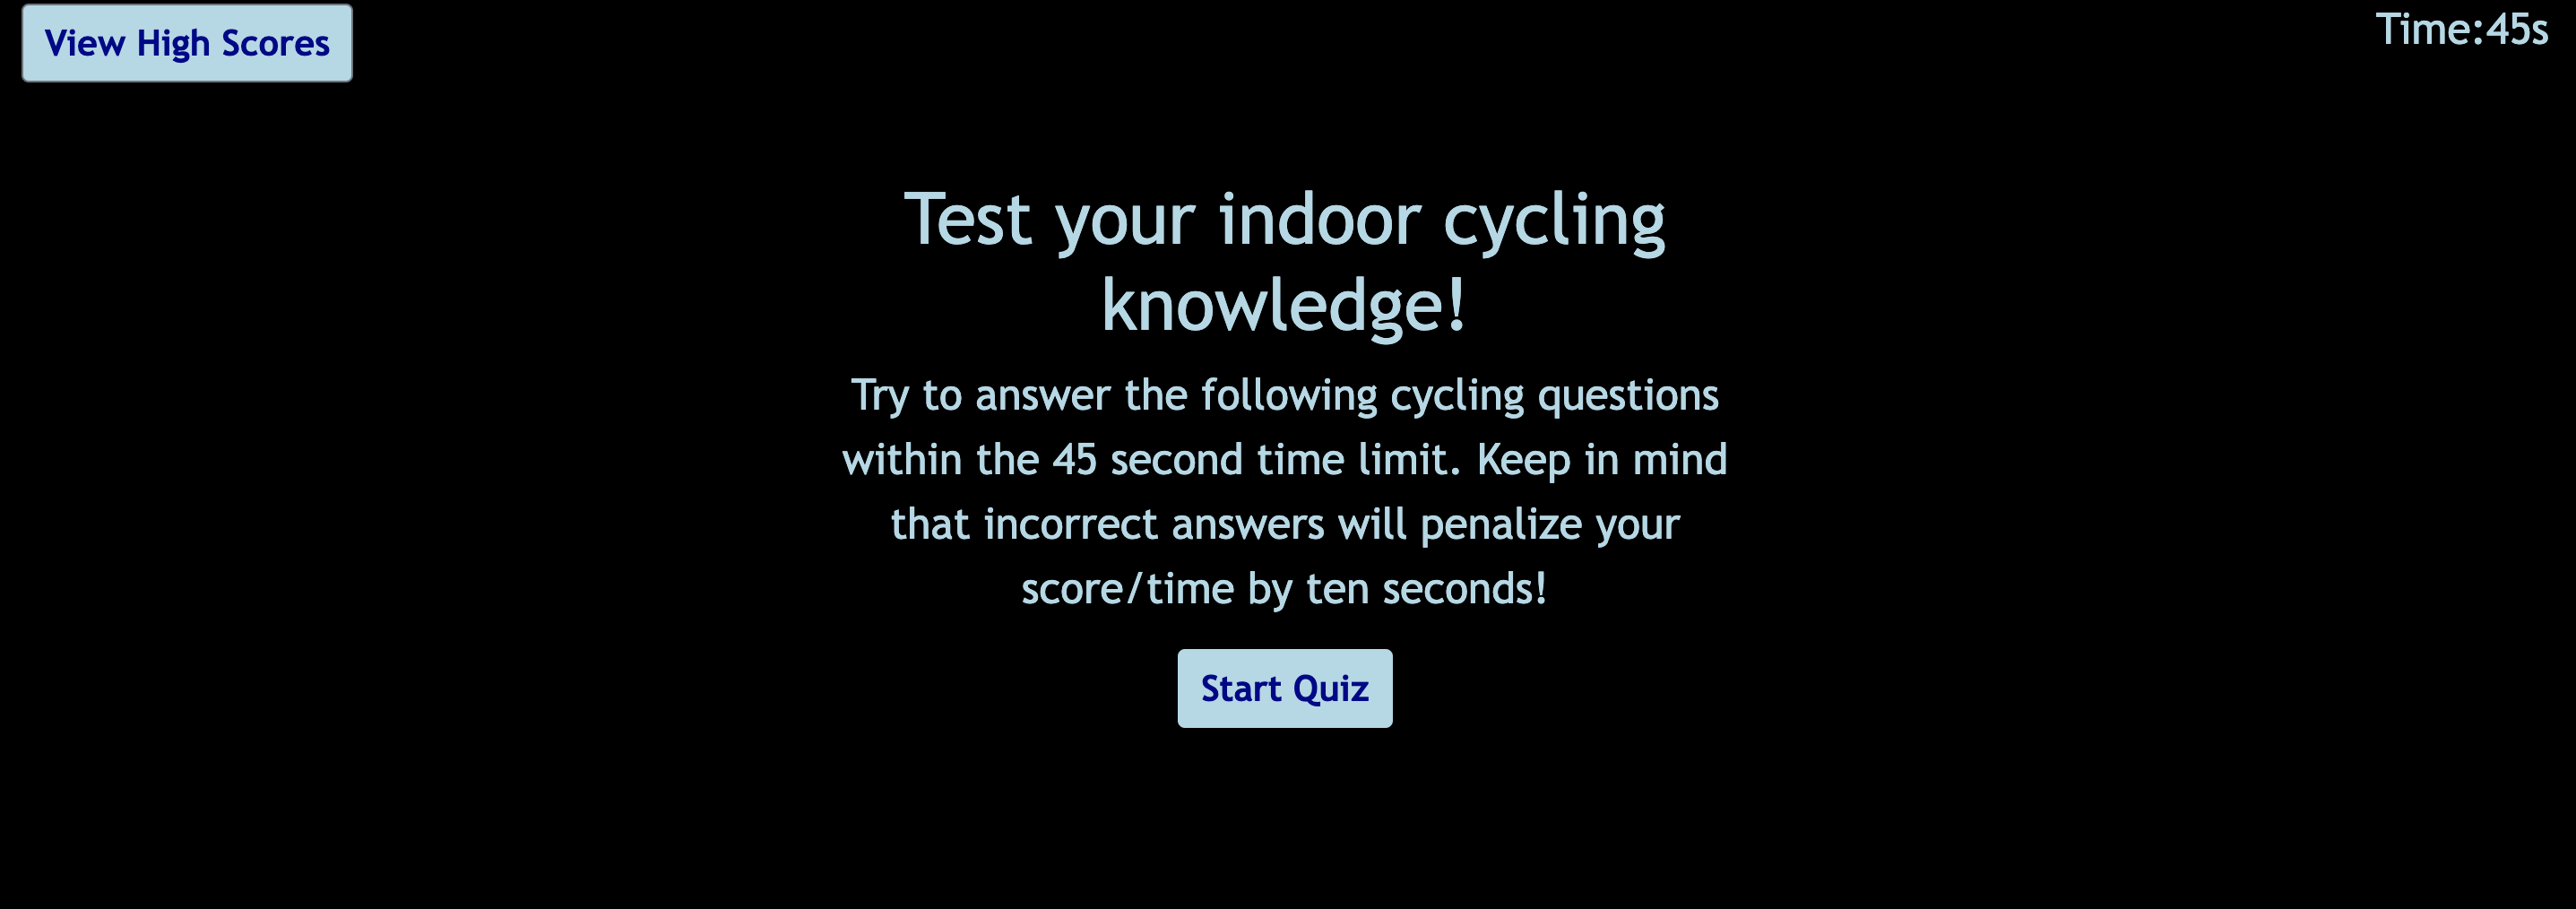 View High Scores
Time:45s
Test your indoor cycling
knowledge!
Try to answer the following cycling questions
within the 45 second time limit. Keep in mind
that incorrect answers will penalize your
score/time by ten seconds!
Start Quiz